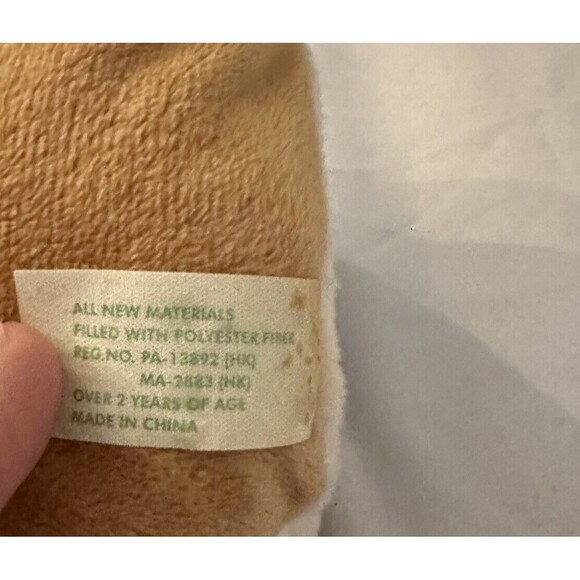 ALL NEW MATERIALS
FILLED WITH POLYESTER FIBER
REG.NO. PA-13892 (HK)
MA-2883 (HK)
OVER 2 YEARS OF AGE
MADE IN CHINA